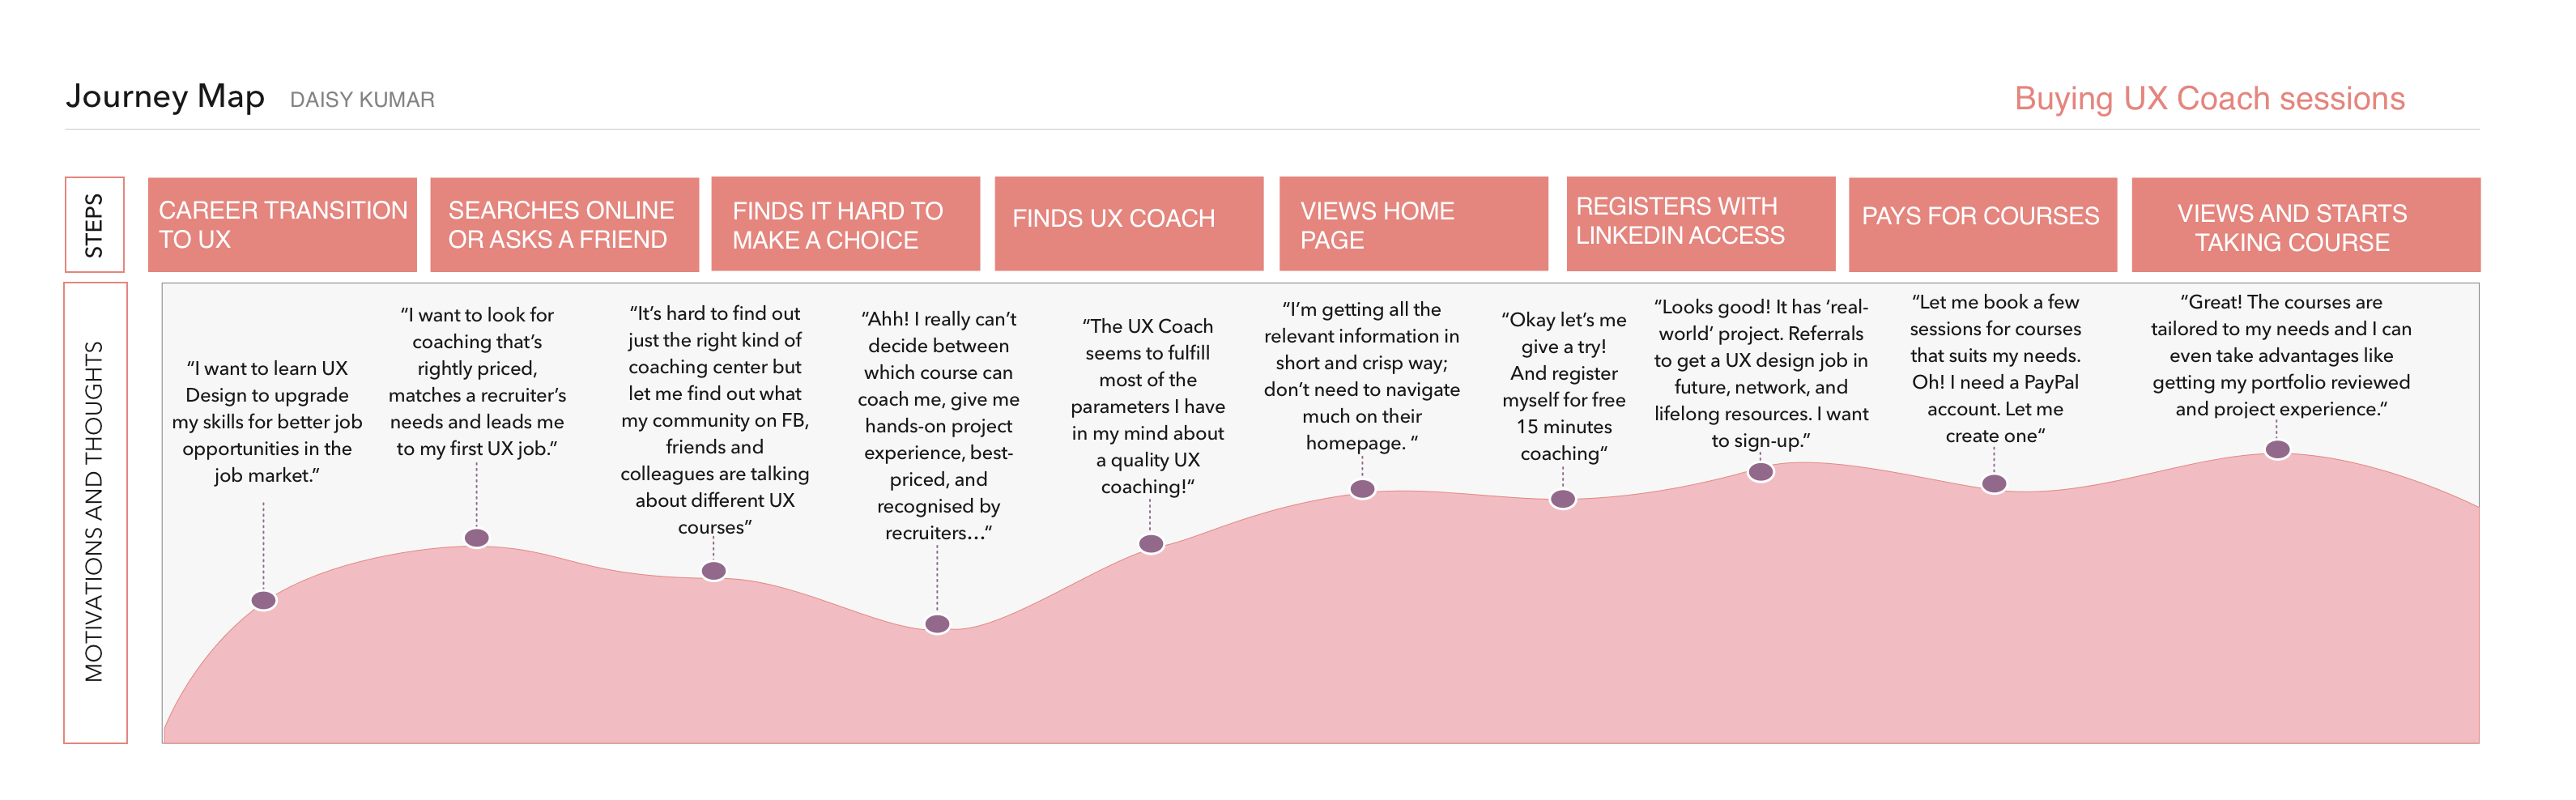 Journey Map DAISY KUMAR
Buying UX Coach sessions
STEPS
CAREER TRANSITION
TO UX
SEARCHES ONLINE
OR ASKS A FRIEND
FINDS IT HARD TO
MAKE A CHOICE
FINDS UX COACH
VIEWS HOME
PAGE
REGISTERS WITH
LINKEDIN ACCESS
PAYS FOR COURSES
VIEWS AND STARTS
TAKING COURSE
MOTIVATIONS AND THOUGHTS
“I want to learn UX
Design to upgrade
my skills for better job
opportunities in the
job market.”
“I want to look for
coaching that’s
rightly priced,
matches a recruiter’s
needs and leads me
to my first UX job.”
“It’s hard to find out
just the right kind of
coaching center but
let me find out what
my community on FB,
friends and
colleagues are talking
about different UX
courses”
“Ahh! I really can’t
decide between
which course can
coach me, give me
hands-on project
experience, best-
priced, and
recognised by
recruiters…“
“The UX Coach
seems to fulfill
most of the
parameters I have
in my mind about
a quality UX
coaching!“
“I’m getting all the
relevant information in
short and crisp way;
don’t need to navigate
much on their
homepage. “
“Okay let’s me
give a try!
And register
myself for free
15 minutes
coaching”
“Looks good! It has ‘real-
world’ project. Referrals
to get a UX design job in
future, network, and
lifelong resources. I want
to sign-up.”
“Let me book a few
sessions for courses
that suits my needs.
Oh! I need a PayPal
account. Let me
create one“
“Great! The courses are
tailored to my needs and I can
even take advantages like
getting my portfolio reviewed
and project experience.“